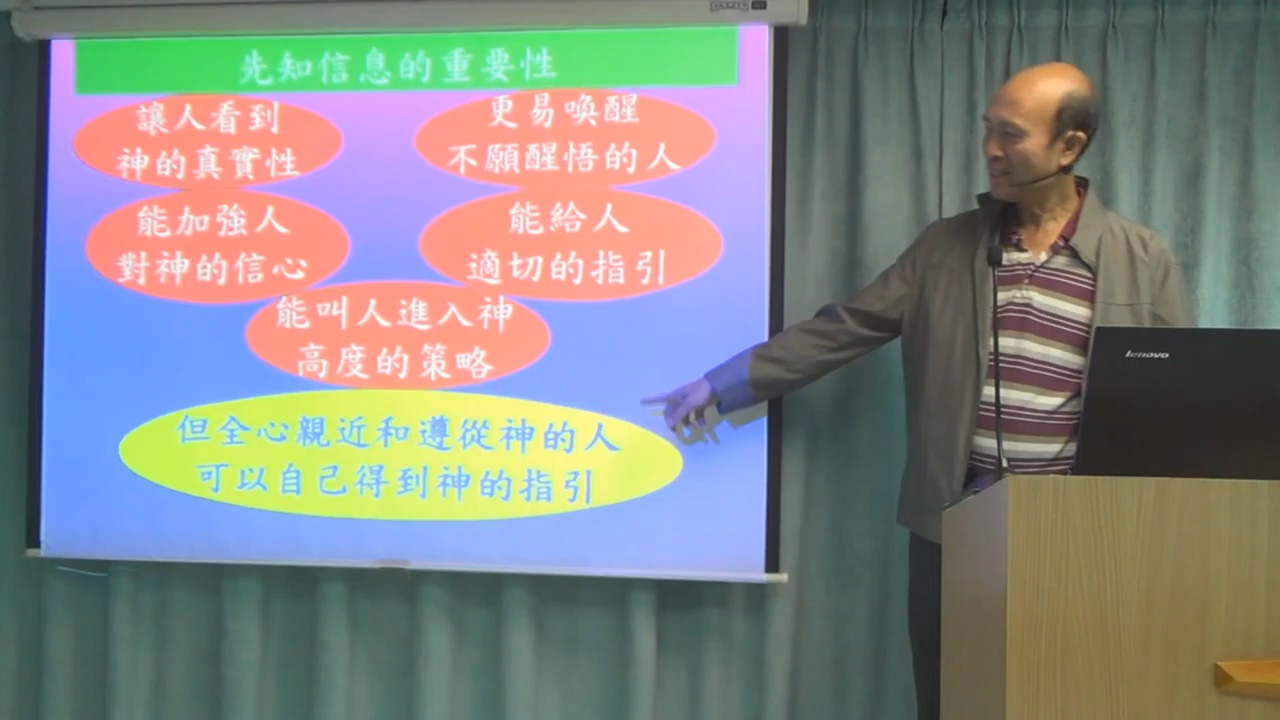 先知信息的重要性
讓人看到
神的真實性
更易喚醒
不願醒悟的人
能加強人
對神的信心
能給人
適切的指引
能叫人進入神
高度的策略
但全心親近和遵從神的人
可以自己得到神的指引
lenovo